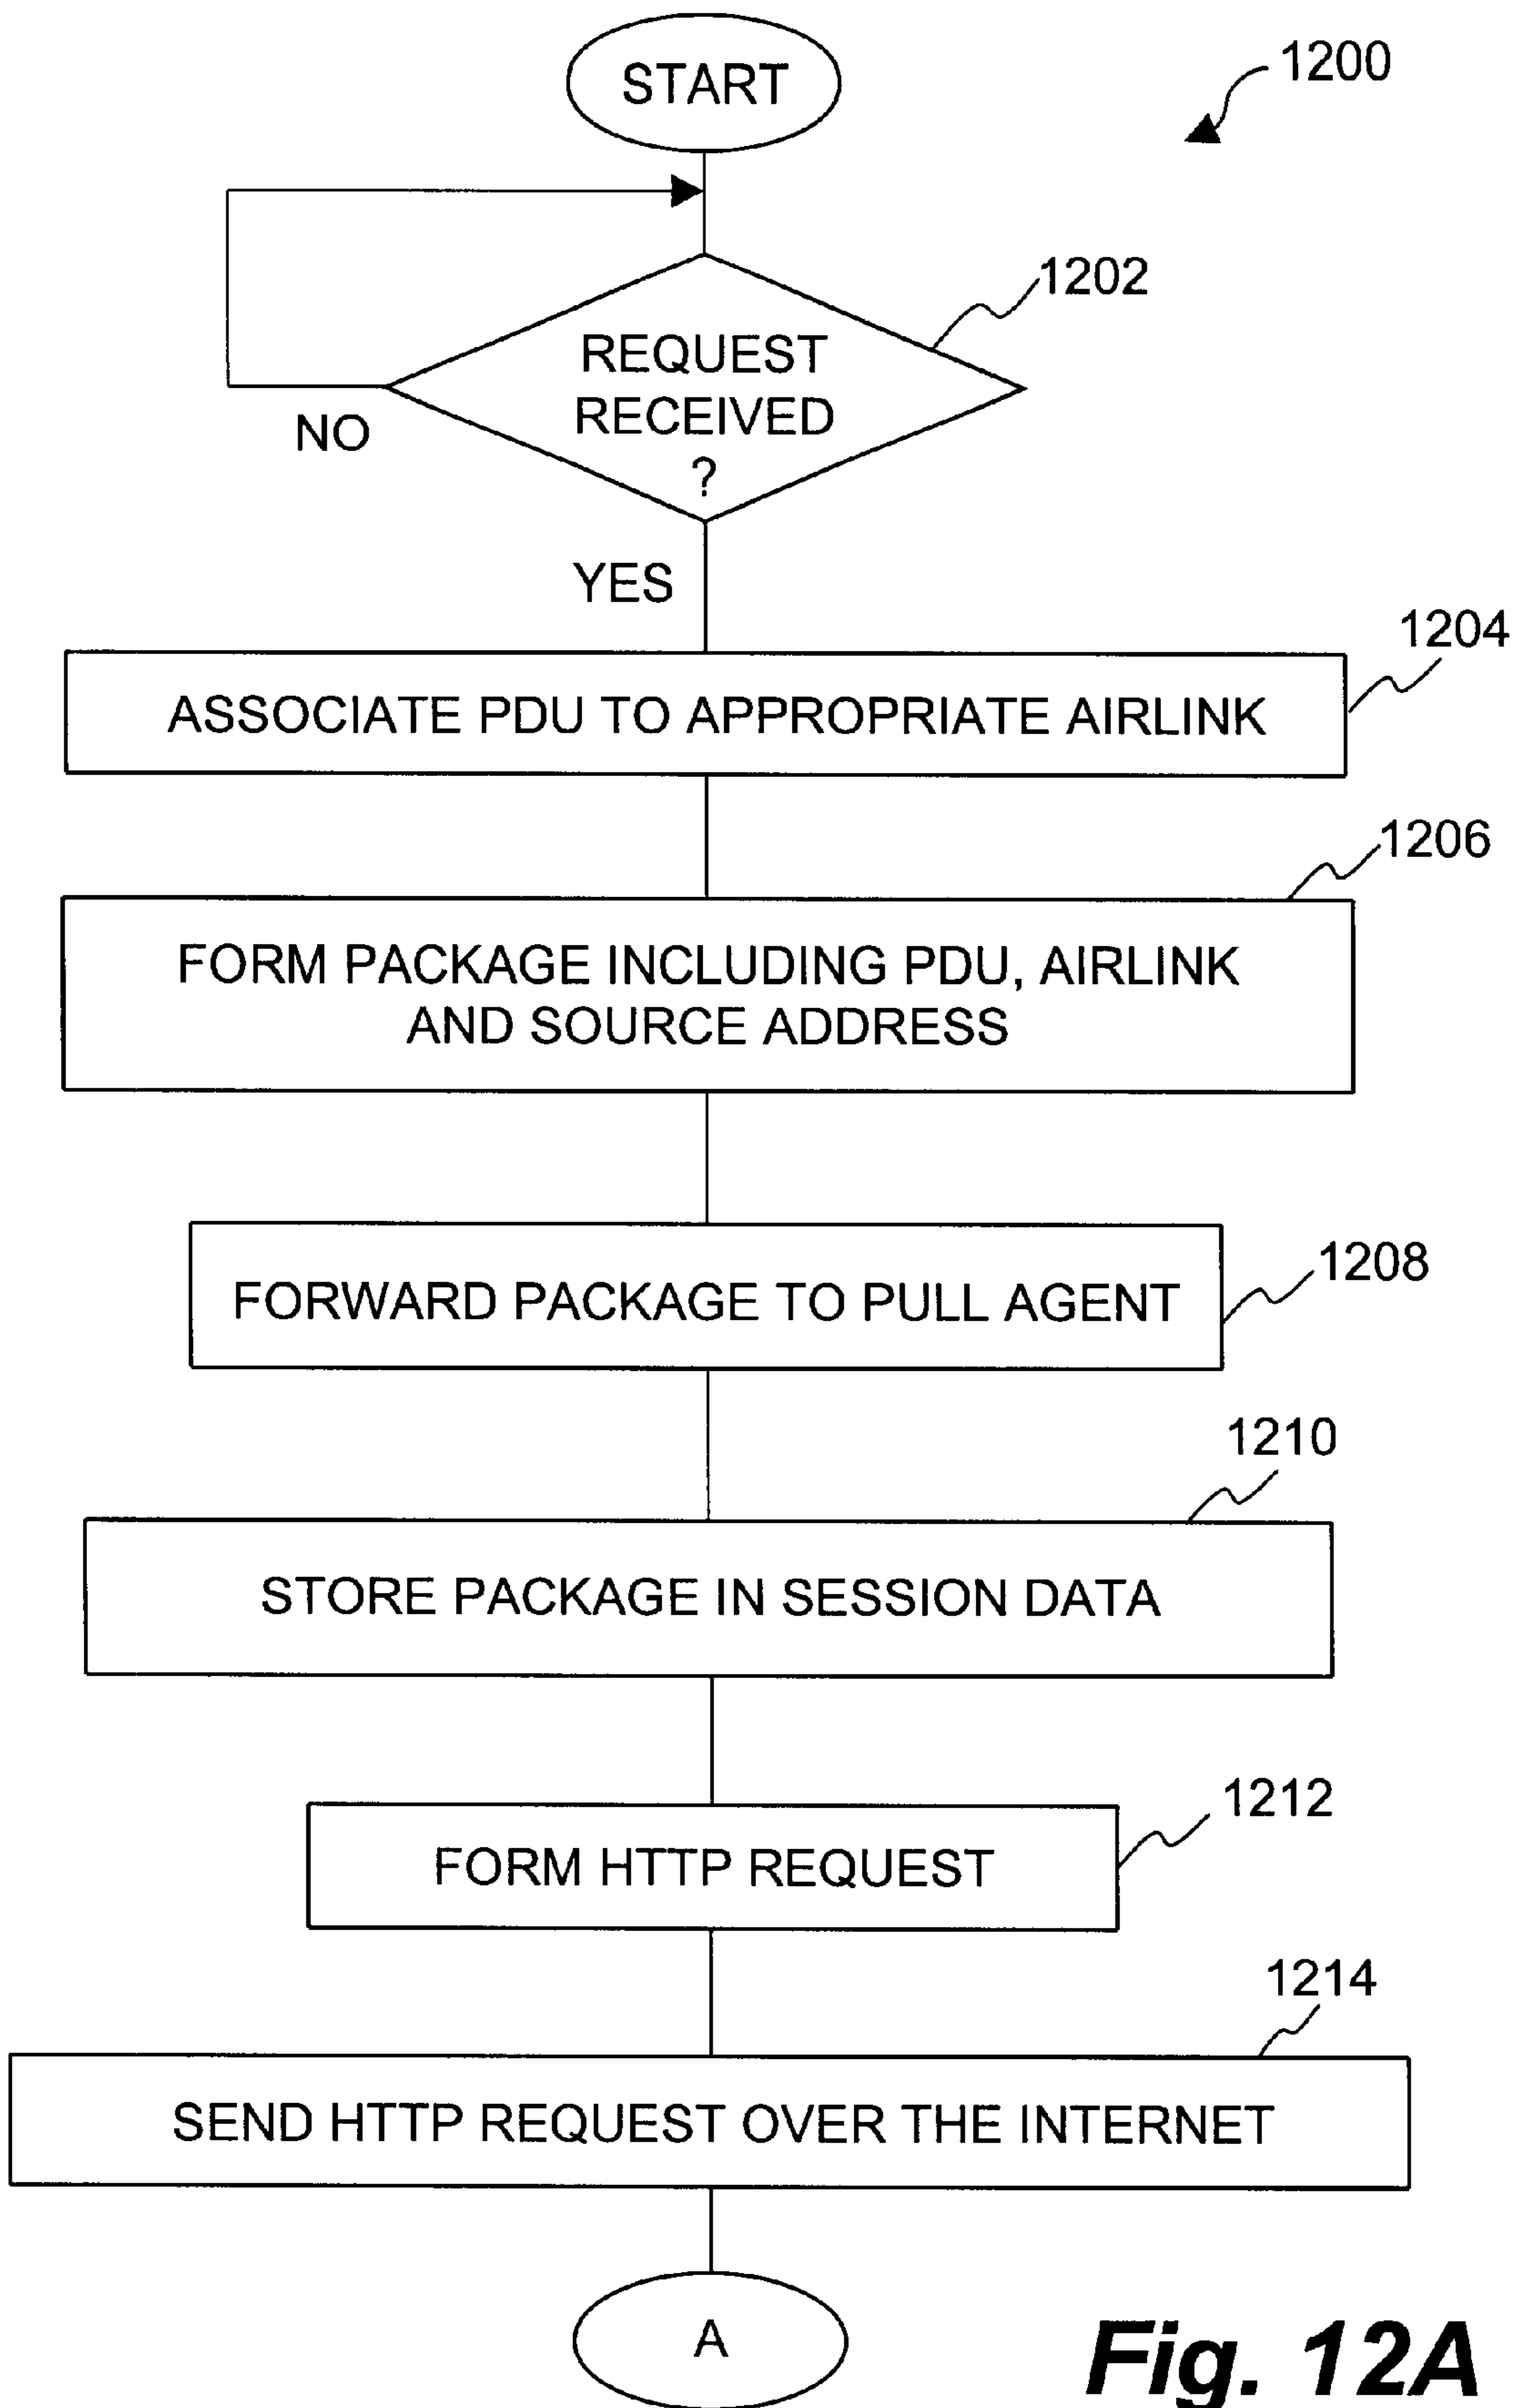 START
1200
1202
REQUEST
RECEIVED
?
NO
YES
1204
ASSOCIATE PDU TO APPROPRIATE AIRLINK
1206
FORM PACKAGE INCLUDING PDU, AIRLINK
AND SOURCE ADDRESS
1208
FORWARD PACKAGE TO PULL AGENT
1210
STORE PACKAGE IN SESSION DATA
1212
FORM HTTP REQUEST
1214
SEND HTTP REQUEST OVER THE INTERNET
A
Fig. 12A